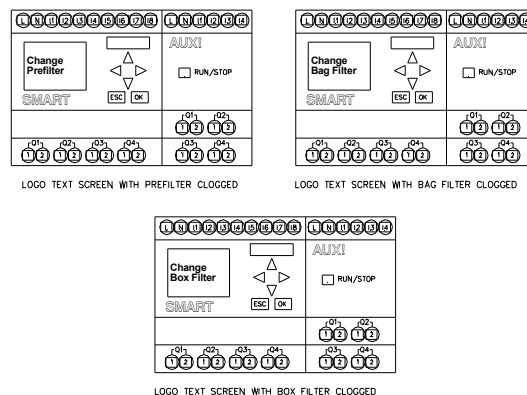 L N I1 I2 I3 I4 I5 I6 I7 I8 L N I1 I2 I3 I4
AUX!
Change
Prefilter
RUN/STOP
SMART
ESC OK
Q1 Q2
1 2 1 2
Q1 Q2 Q3 Q4 Q3 Q4
1 2 1 2 1 2 1 2 1 2 1 2
LOGO TEXT SCREEN WITH PREFILTER CLOGGED
L N I1 I2 I3 I4 I5 I6 I7 I8 L N I1 I2 I3
AUX!
Change
Bag Filter
RUN/STOP
SMART
ESC OK
Q1 Q2
1 2 1 2
Q1 Q2 Q3 Q4 Q3 Q4
1 2 1 2 1 2 1 2 1 2 1 2
LOGO TEXT SCREEN WITH BAG FILTER CLOGGED
L N I1 I2 I3 I4 I5 I6 I7 I8 L N I1 I2 I3 I4
AUX!
Change
Box Filter
RUN/STOP
SMART
ESC OK
Q1 Q2
1 2 1 2
Q1 Q2 Q3 Q4 Q3 Q4
1 2 1 2 1 2 1 2 1 2 1 2
LOGO TEXT SCREEN WITH BOX FILTER CLOGGED